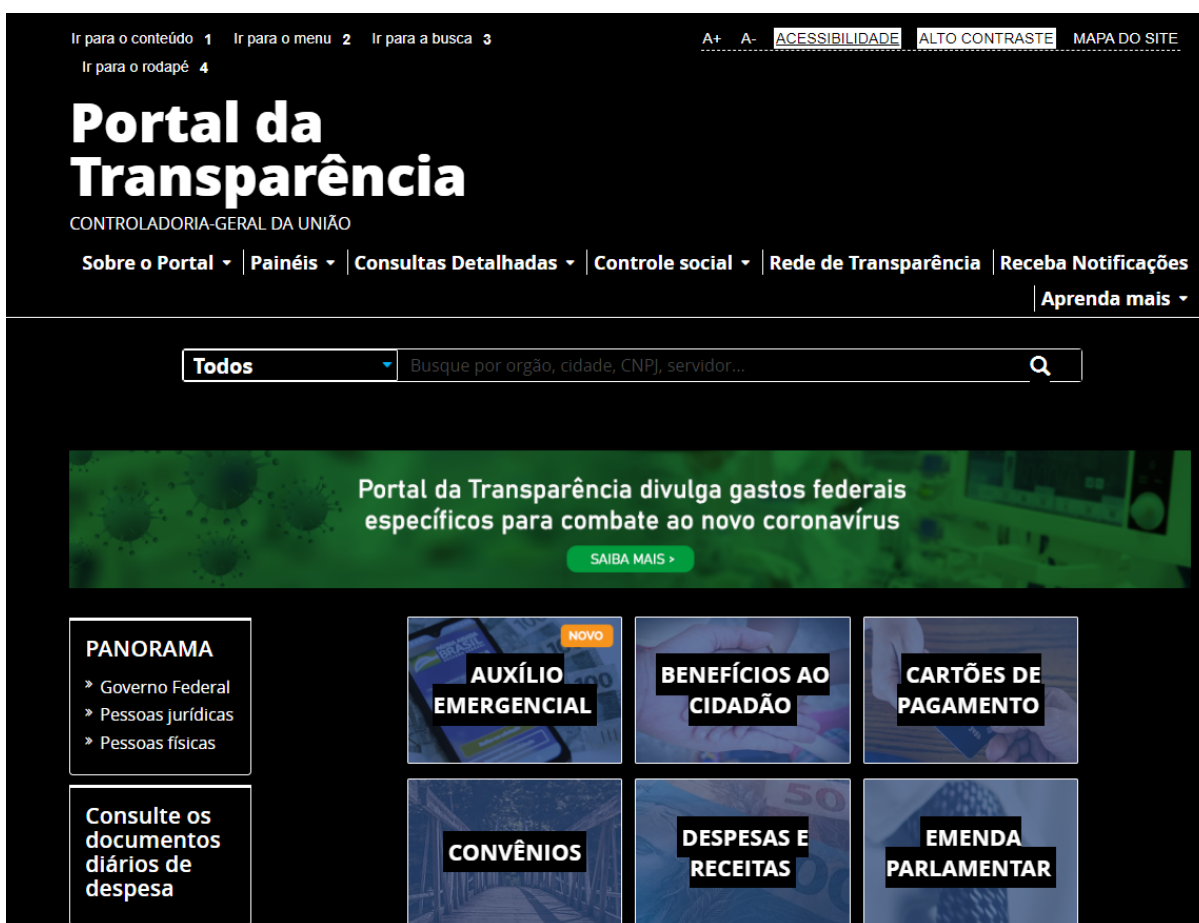 Ir para o conteúdo 1 Ir para o menu 2 Ir para a busca 3
Ir para o rodapé 4
A+ A- ACESSIBILIDADE ALTO CONTRASTE MAPA DO SITE
Portal da
Transparência
CONTROLADORIA-GERAL DA UNIÃO
Sobre o Portal Painéis Consultas Detalhadas Controle social Rede de Transparência Receba Notificações
Aprenda mais
Todos Busque por orgão, cidade, CNPJ, servidor...
Portal da Transparência divulga gastos federais
específicos para combate ao novo coronavírus
SAIBA MAIS >
PANORAMA
» Governo Federal
» Pessoas jurídicas
» Pessoas físicas
Consulte os
documentos
diários de
despesa
NOVO
AUXÍLIO
EMERGENCIAL
BENEFÍCIOS AO
CIDADÃO
CARTÕES DE
PAGAMENTO
CONVÊNIOS
DESPESAS E
RECEITAS
EMENDA
PARLAMENTAR
BRASIL
100
50